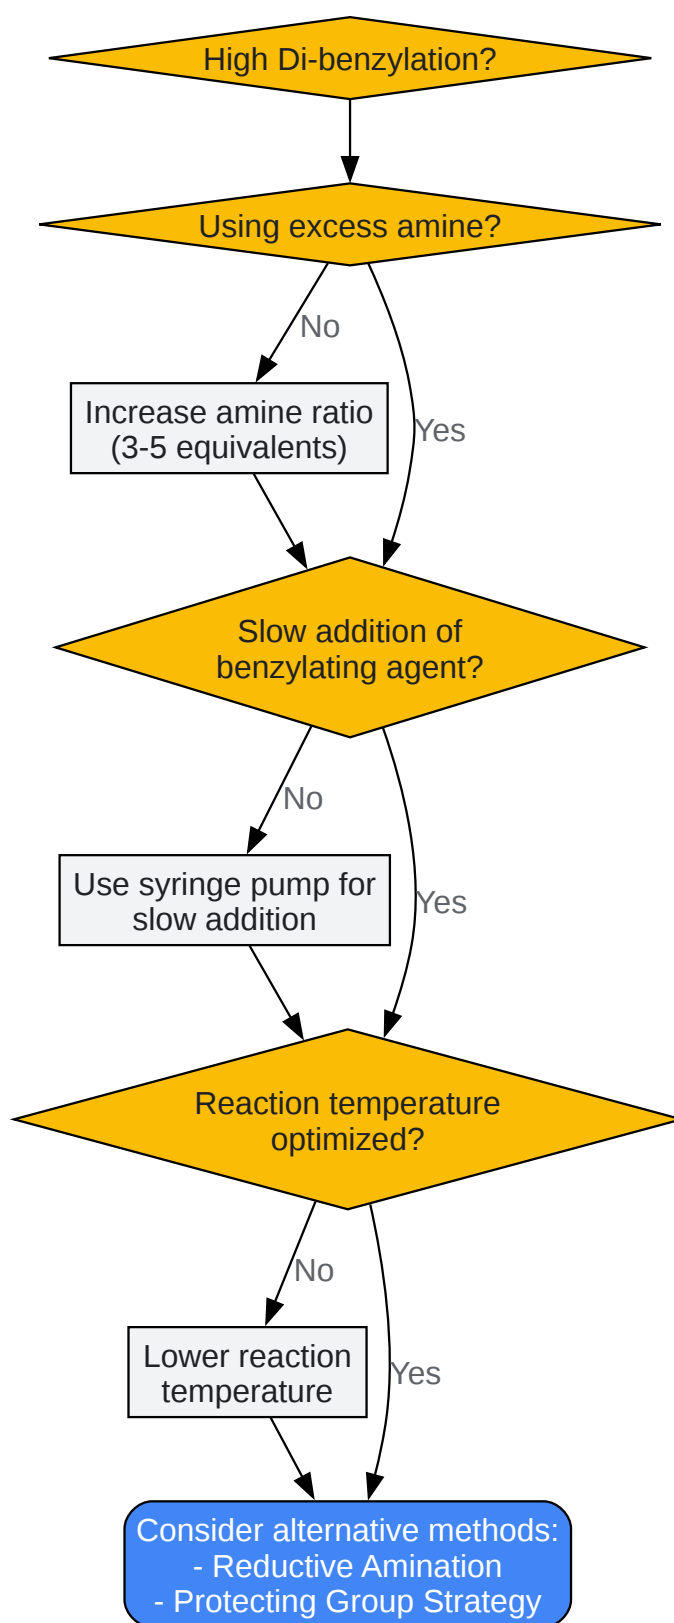 High Di-benzylation?
Using excess amine?
No
Increase amine ratio
(3-5 equivalents)
Yes
Slow addition of
benzylating agent?
No
Use syringe pump for
slow addition
Yes
Reaction temperature
optimized?
No
Lower reaction
temperature
Yes
Consider alternative methods:
- Reductive Amination
- Protecting Group Strategy